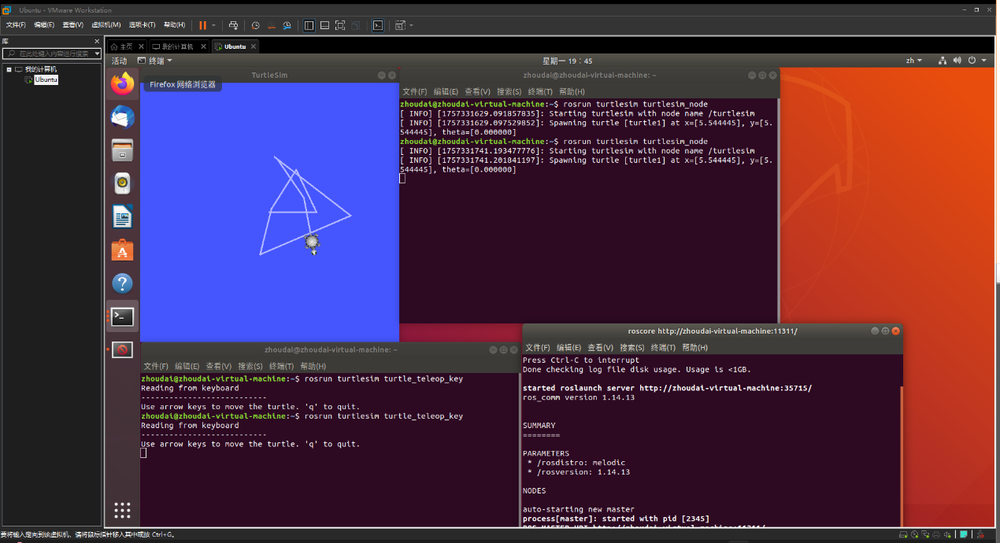 Ubuntu - VMware Workstation
文件(F) 编辑(E) 查看(V) 虚拟机(M) 选项卡(T) 帮助(H)
库
在此处键入内容进行搜索
我的计算机
Ubuntu
主页 我的计算机 Ubuntu
活动 终端 星期一 19：45 zh
Firefox 网络浏览器
TurtleSim
zhoudai@zhoudai-virtual-machine: ~
文件(F) 编辑(E) 查看(V) 搜索(S) 终端(T) 帮助(H)
zhoudai@zhoudai-virtual-machine:~$ rosrun turtlesim turtlesim_node
[ INFO] [1757331629.091857835]: Starting turtlesim with node name /turtlesim
[ INFO] [1757331629.097529852]: Spawning turtle [turtle1] at x=[5.544445], y=[5.
544445], theta=[0.000000]
zhoudai@zhoudai-virtual-machine:~$ rosrun turtlesim turtlesim_node
[ INFO] [1757331741.193477776]: Starting turtlesim with node name /turtlesim
[ INFO] [1757331741.201841197]: Spawning turtle [turtle1] at x=[5.544445], y=[5.
544445], theta=[0.000000]
zhoudai@zhoudai-virtual-machine: ~
文件(F) 编辑(E) 查看(V) 搜索(S) 终端(T) 帮助(H)
zhoudai@zhoudai-virtual-machine:~$ rosrun turtlesim turtle_teleop_key
Reading from keyboard
---------------------------
Use arrow keys to move the turtle. 'q' to quit.
zhoudai@zhoudai-virtual-machine:~$ rosrun turtlesim turtle_teleop_key
Reading from keyboard
---------------------------
Use arrow keys to move the turtle. 'q' to quit.
roscore http://zhoudai-virtual-machine:11311/
文件(F) 编辑(E) 查看(V) 搜索(S) 终端(T) 帮助(H)
Press Ctrl-C to interrupt
Done checking log file disk usage. Usage is <1GB.
started roslaunch server http://zhoudai-virtual-machine:35715/
ros_comm version 1.14.13
SUMMARY
========
PARAMETERS
* /rosdistro: melodic
* /rosversion: 1.14.13
NODES
auto-starting new master
process[master]: started with pid [2345]
ROS_MASTER_URI=http://zhoudai-virtual-machine:11311/
要将输入定向到该虚拟机，请将鼠标指针移入其中或按 Ctrl+G。